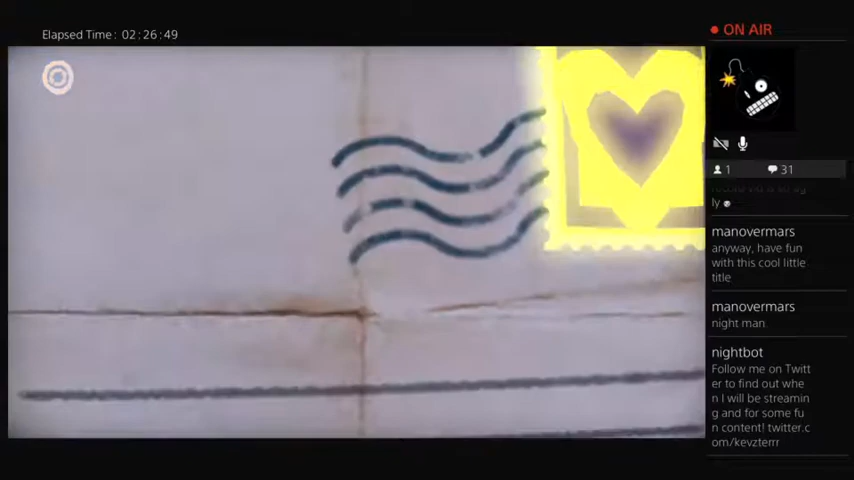 Elapsed Time: 02:26:49
ON AIR
1
31
ly
manovermars
anyway, have fun
with this cool little
title
manovermars
night man
nightbot
Follow me on Twitt
er to find out whe
n I will be streamin
g and for some fu
n content! twitter.c
om/kevzterrr